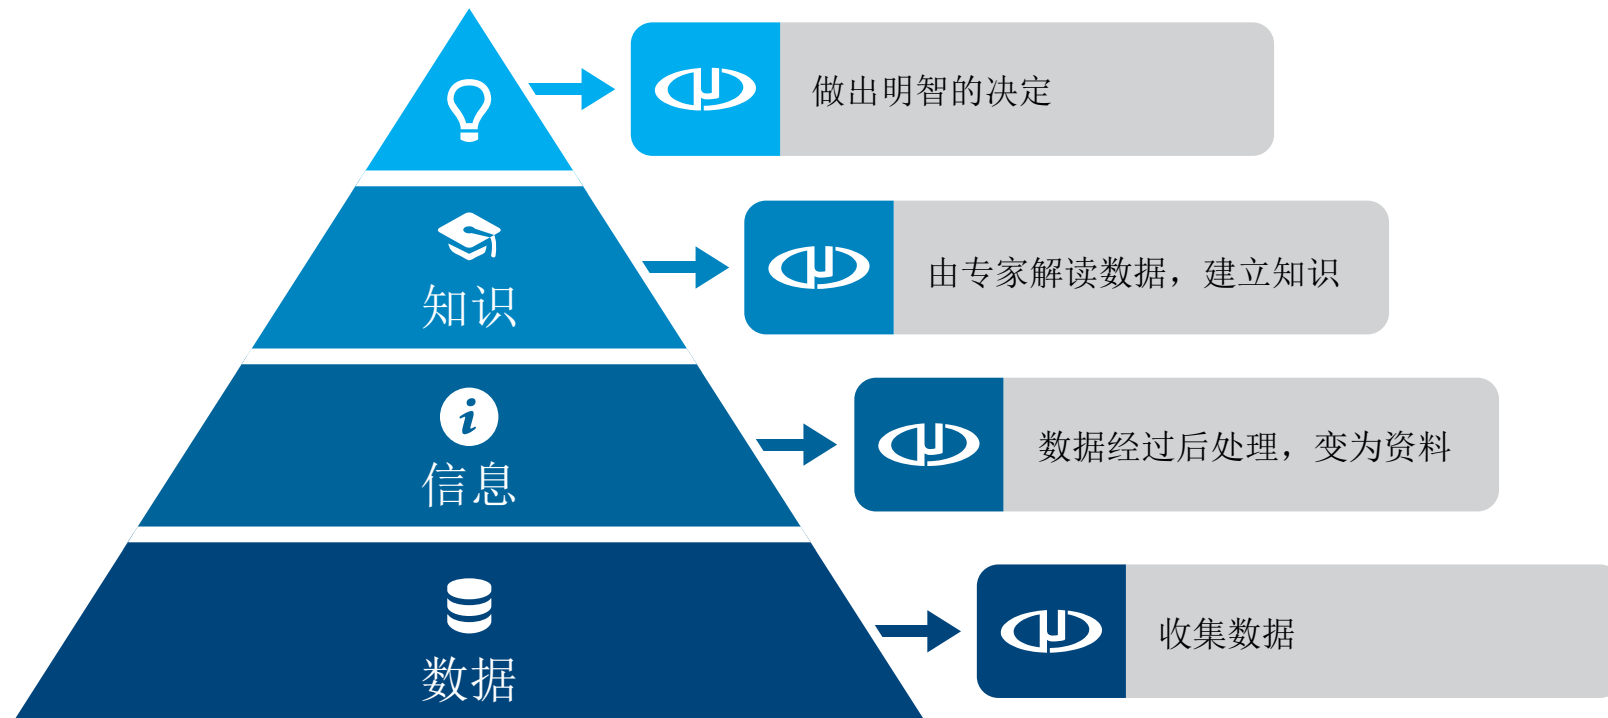 做出明智的决定
知识
由专家解读数据，建立知识
信息
数据经过后处理，变为资料
数据
收集数据